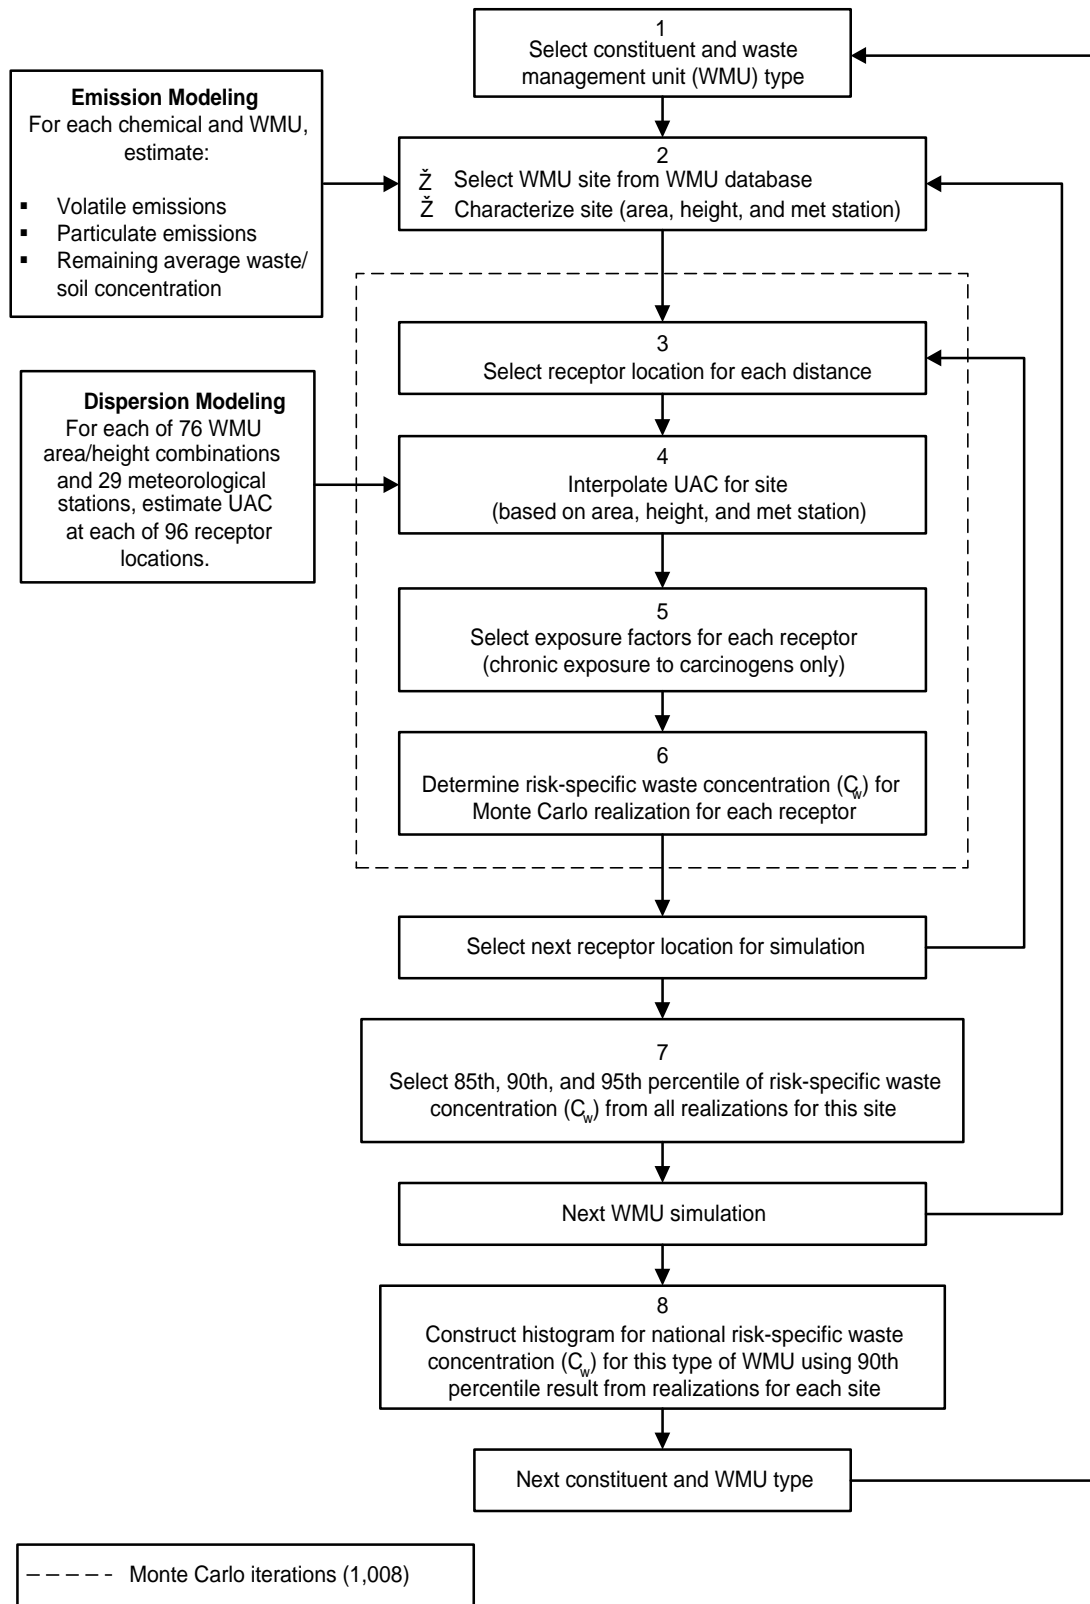 1
Select constituent and waste
management unit (WMU) type
Emission Modeling
For each chemical and WMU,
estimate:
▪ Volatile emissions
▪ Particulate emissions
▪ Remaining average waste/
soil concentration
2
Ž Select WMU site from WMU database
Ž Characterize site (area, height, and met station)
3
Select receptor location for each distance
Dispersion Modeling
For each of 76 WMU
area/height combinations
and 29 meteorological
stations, estimate UAC
at each of 96 receptor
locations.
4
Interpolate UAC for site
(based on area, height, and met station)
5
Select exposure factors for each receptor
(chronic exposure to carcinogens only)
6
Determine risk-specific waste concentration (Cw) for
Monte Carlo realization for each receptor
Select next receptor location for simulation
7
Select 85th, 90th, and 95th percentile of risk-specific waste
concentration (Cw) from all realizations for this site
Next WMU simulation
8
Construct histogram for national risk-specific waste
concentration (Cw) for this type of WMU using 90th
percentile result from realizations for each site
Next constituent and WMU type
Monte Carlo iterations (1,008)